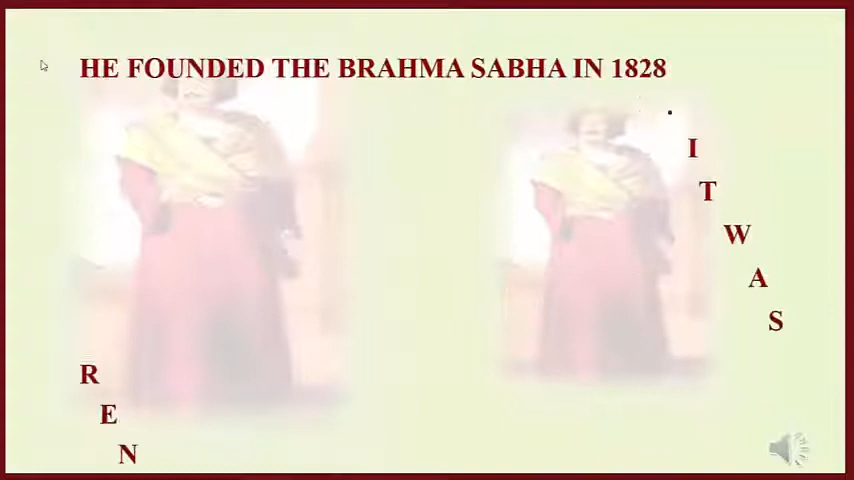 HE FOUNDED THE BRAHMA SABHA IN 1828
.
I
T
W
A
S
R
E
N